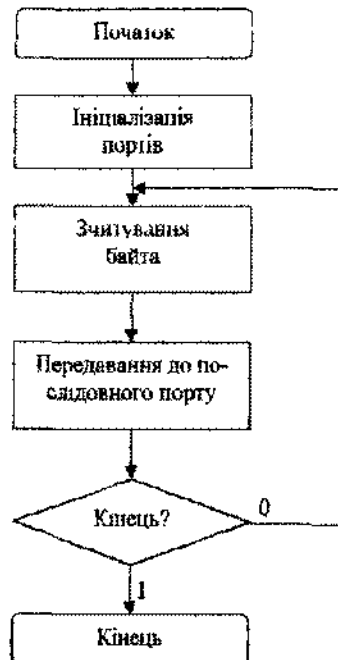 Початок
Ініціалізація
портів
Зчитування
байта
Передавання до по-
слідовного порту
Кінець?
0
1
Кінець